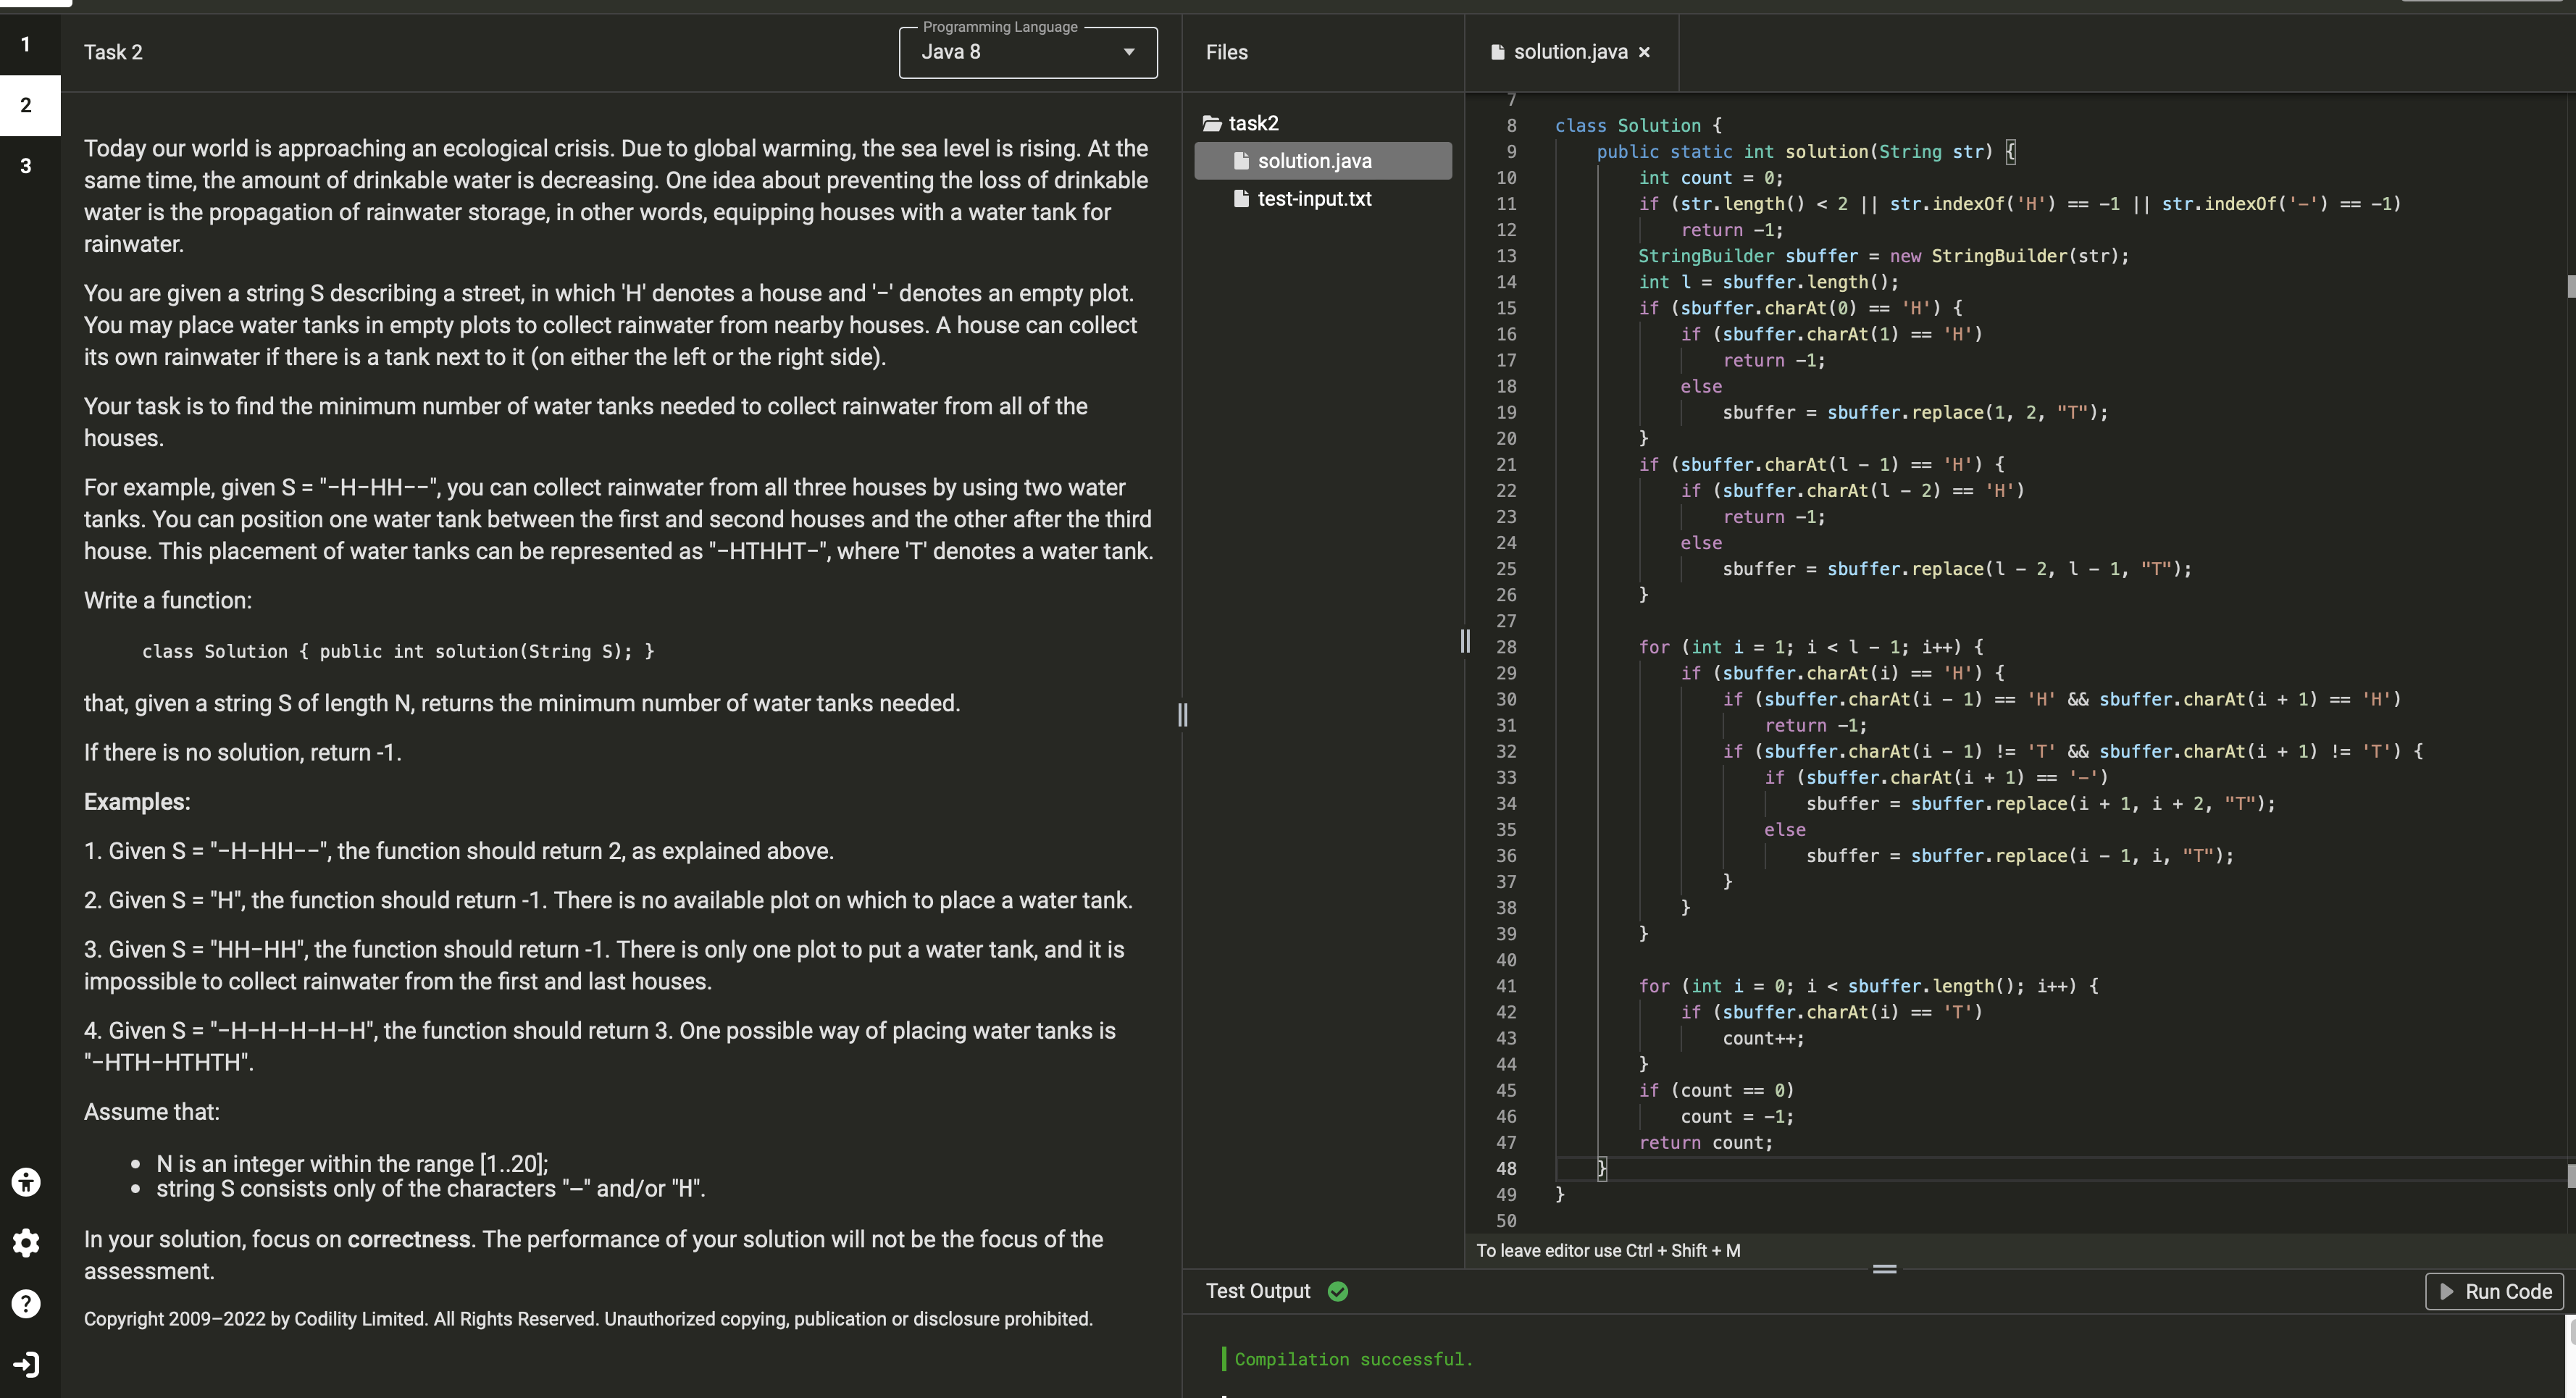 1
2
3
Task 2
Programming Language
Java 8
Today our world is approaching an ecological crisis. Due to global warming, the sea level is rising. At the
same time, the amount of drinkable water is decreasing. One idea about preventing the loss of drinkable
water is the propagation of rainwater storage, in other words, equipping houses with a water tank for
rainwater.
You are given a string S describing a street, in which 'H' denotes a house and '-' denotes an empty plot.
You may place water tanks in empty plots to collect rainwater from nearby houses. A house can collect
its own rainwater if there is a tank next to it (on either the left or the right side).
Your task is to find the minimum number of water tanks needed to collect rainwater from all of the
houses.
For example, given S = "-H-HH--", you can collect rainwater from all three houses by using two water
tanks. You can position one water tank between the first and second houses and the other after the third
house. This placement of water tanks can be represented as "-HTHHT-", where 'T' denotes a water tank.
Write a function:
class Solution { public int solution(String S); }
that, given a string S of length N, returns the minimum number of water tanks needed.
If there is no solution, return -1.
Examples:
1. Given S = "-H-HH--", the function should return 2, as explained above.
2. Given S = "H", the function should return -1. There is no available plot on which to place a water tank.
3. Given S = "HH-HH", the function should return -1. There is only one plot to put a water tank, and it is
impossible to collect rainwater from the first and last houses.
4. Given S = "-H-H-H-H-H", the function should return 3. One possible way of placing water tanks is
"-HTH-HTHTH".
Assume that:
• N is an integer within the range [1..20];
• string S consists only of the characters "-" and/or "H".
In your solution, focus on correctness. The performance of your solution will not be the focus of the
assessment.
Copyright 2009–2022 by Codility Limited. All Rights Reserved. Unauthorized copying, publication or disclosure prohibited.
Files
task2
solution.java
test-input.txt
solution.java ×
7
8 class Solution {
9 public static int solution(String str) {
10 int count = 0;
11 if (str.length() < 2 || str.indexOf('H') == -1 || str.indexOf('-') == -1)
12 return -1;
13 StringBuilder sbuffer = new StringBuilder(str);
14 int l = sbuffer.length();
15 if (sbuffer.charAt(0) == 'H') {
16 if (sbuffer.charAt(1) == 'H')
17 return -1;
18 else
19 sbuffer = sbuffer.replace(1, 2, "T");
20 }
21 if (sbuffer.charAt(l - 1) == 'H') {
22 if (sbuffer.charAt(l - 2) == 'H')
23 return -1;
24 else
25 sbuffer = sbuffer.replace(l - 2, l - 1, "T");
26 }
27
28 for (int i = 1; i < l - 1; i++) {
29 if (sbuffer.charAt(i) == 'H') {
30 if (sbuffer.charAt(i - 1) == 'H' && sbuffer.charAt(i + 1) == 'H')
31 return -1;
32 if (sbuffer.charAt(i - 1) != 'T' && sbuffer.charAt(i + 1) != 'T') {
33 if (sbuffer.charAt(i + 1) == '-')
34 sbuffer = sbuffer.replace(i + 1, i + 2, "T");
35 else
36 sbuffer = sbuffer.replace(i - 1, i, "T");
37 }
38 }
39 }
40
41 for (int i = 0; i < sbuffer.length(); i++) {
42 if (sbuffer.charAt(i) == 'T')
43 count++;
44 }
45 if (count == 0)
46 count = -1;
47 return count;
48 }
49 }
50
To leave editor use Ctrl + Shift + M
Test Output
Run Code
Compilation successful.